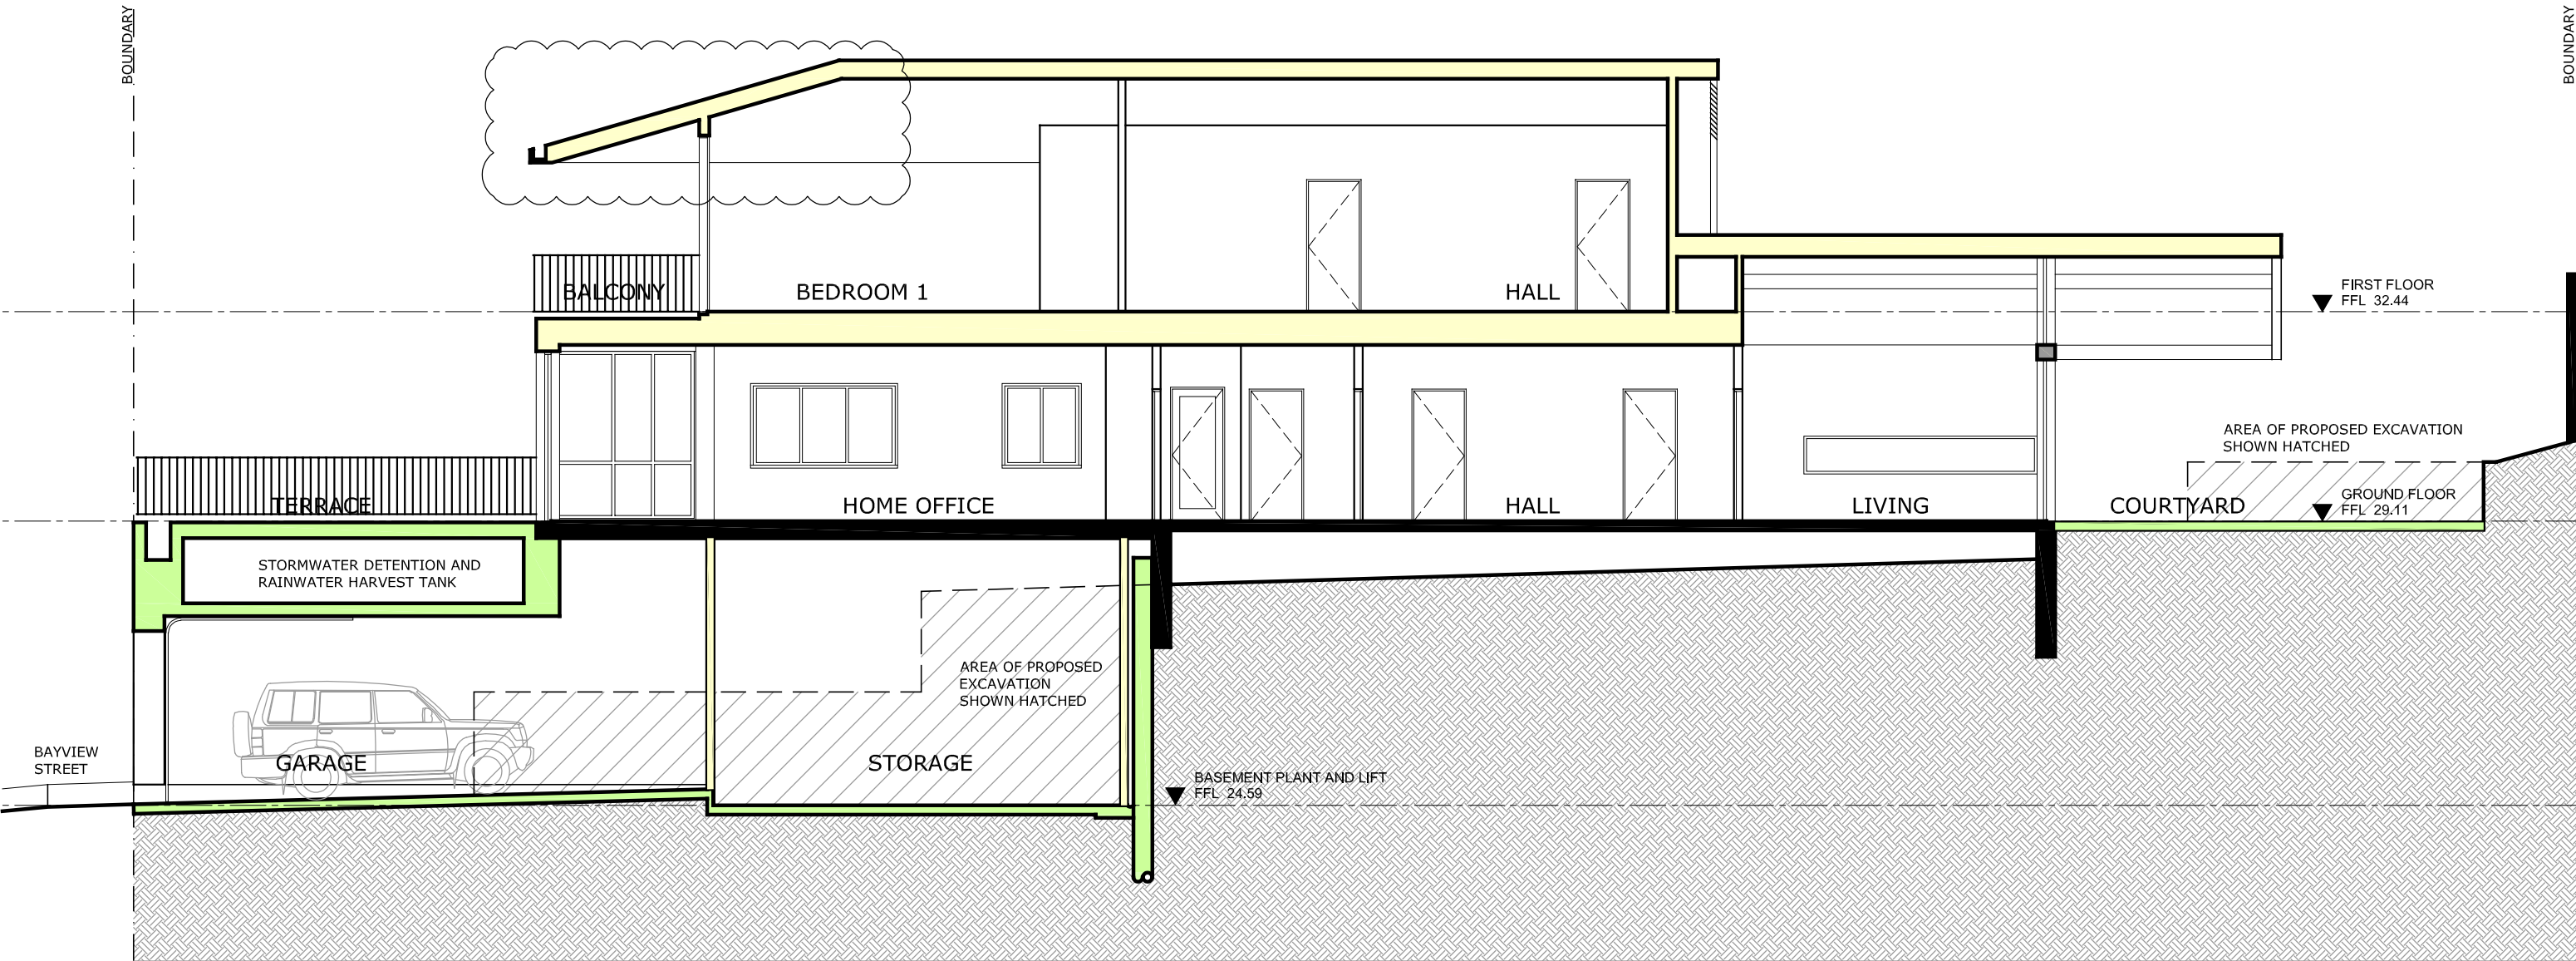 BOUNDARY
BOUNDARY
BALCONY
BEDROOM 1
HALL
FIRST FLOOR
FFL 32.44
AREA OF PROPOSED EXCAVATION
SHOWN HATCHED
TERRACE
HOME OFFICE
HALL
LIVING
COURTYARD
GROUND FLOOR
FFL 29.11
STORMWATER DETENTION AND
RAINWATER HARVEST TANK
AREA OF PROPOSED
EXCAVATION
SHOWN HATCHED
BAYVIEW
STREET
GARAGE
STORAGE
BASEMENT PLANT AND LIFT
FFL 24.59